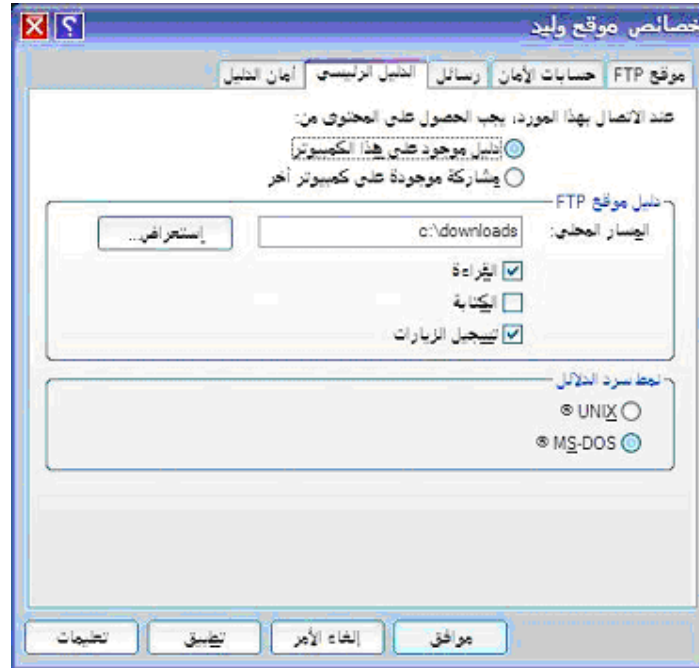 خصائص موقع وليد
موقع FTP حسابات الأمان رسائل الدليل الرئيسي أمان الدليل
عند الاتصال بهذا المورد، يجب الحصول على المحتوى من:
دليل موجود على هذا الكمبيوتر
مشاركة موجودة على كمبيوتر آخر
دليل موقع FTP
المسار المحلي: c:\downloads إستعراض...
القراءة
الكتابة
تسجيل الزيارات
نمط سرد الدلائل
UNIX ®
MS-DOS ®
موافق إلغاء الأمر تطبيق تعليمات